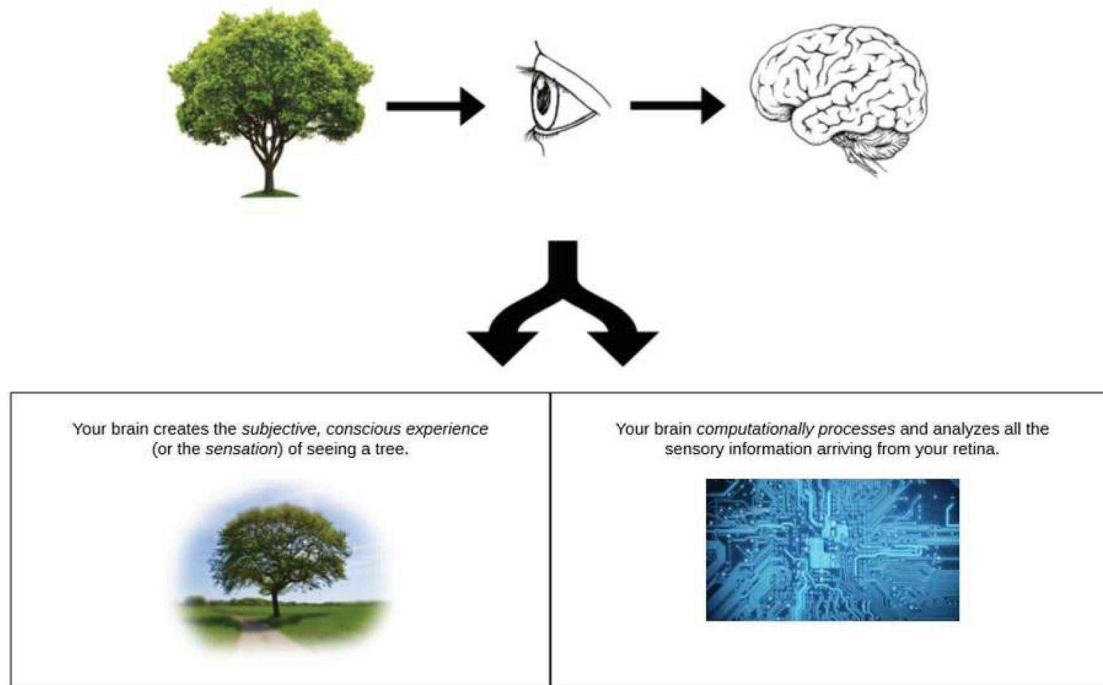 Your brain creates the subjective, conscious experience
(or the sensation) of seeing a tree.
Your brain computationally processes and analyzes all the
sensory information arriving from your retina.